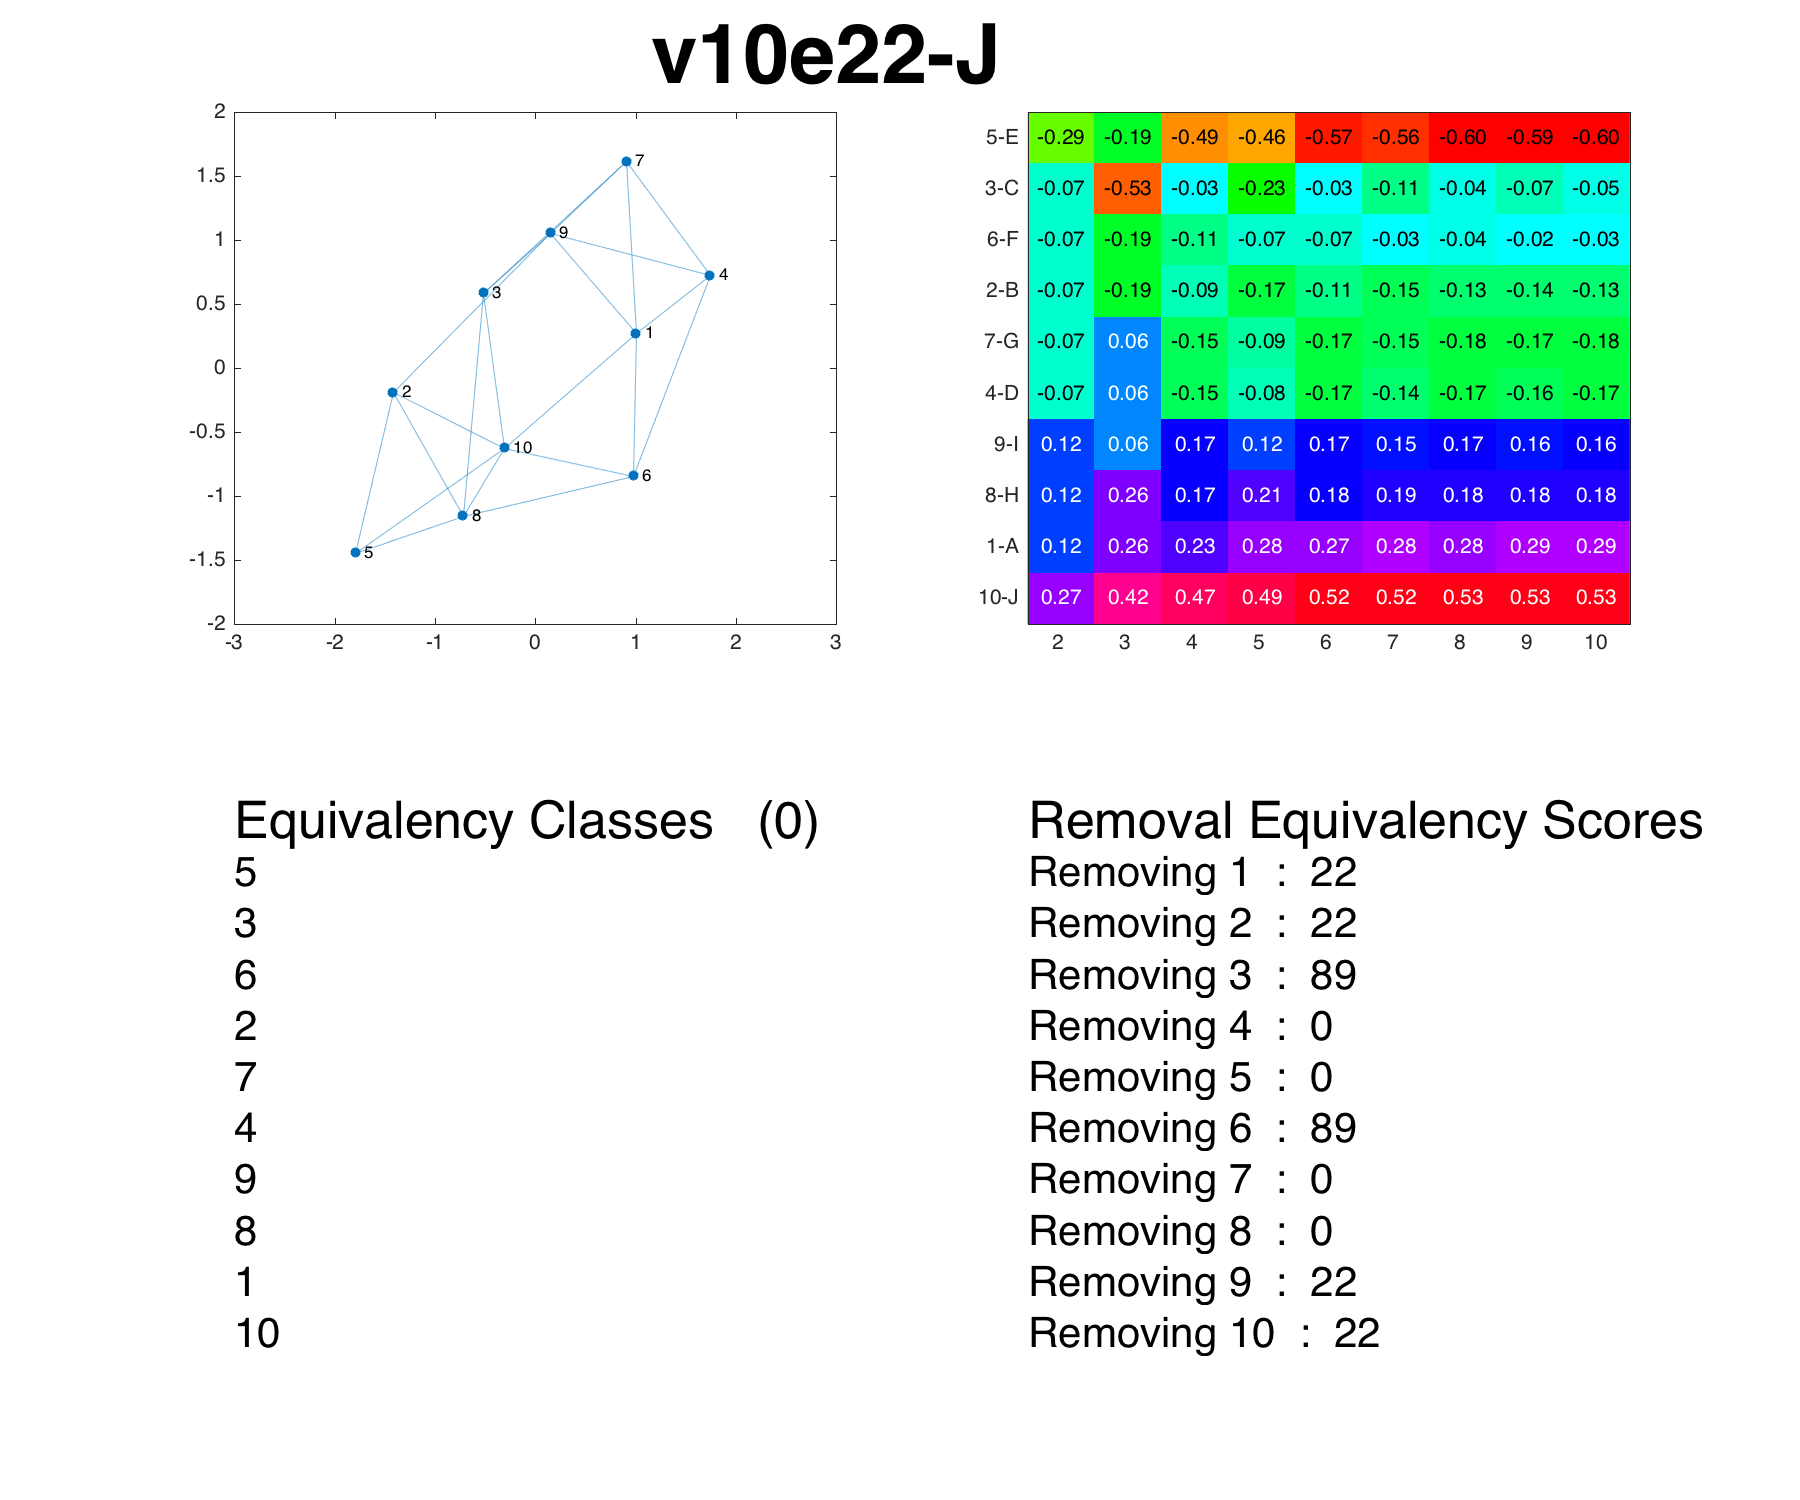 v10e22-J
2
1.5
1
0.5
0
-0.5
-1
-1.5
-2
-3 -2 -1 0 1 2 3
7
9
4
3
1
2
10
6
8
5
5-E -0.29 -0.19 -0.49 -0.46 -0.57 -0.56 -0.60 -0.59 -0.60
3-C -0.07 -0.53 -0.03 -0.23 -0.03 -0.11 -0.04 -0.07 -0.05
6-F -0.07 -0.19 -0.11 -0.07 -0.07 -0.03 -0.04 -0.02 -0.03
2-B -0.07 -0.19 -0.09 -0.17 -0.11 -0.15 -0.13 -0.14 -0.13
7-G -0.07 0.06 -0.15 -0.09 -0.17 -0.15 -0.18 -0.17 -0.18
4-D -0.07 0.06 -0.15 -0.08 -0.17 -0.14 -0.17 -0.16 -0.17
9-I 0.12 0.06 0.17 0.12 0.17 0.15 0.17 0.16 0.16
8-H 0.12 0.26 0.17 0.21 0.18 0.19 0.18 0.18 0.18
1-A 0.12 0.26 0.23 0.28 0.27 0.28 0.28 0.29 0.29
10-J 0.27 0.42 0.47 0.49 0.52 0.52 0.53 0.53 0.53
2 3 4 5 6 7 8 9 10
Equivalency Classes (0)
5
3
6
2
7
4
9
8
1
10
Removal Equivalency Scores
Removing 1 : 22
Removing 2 : 22
Removing 3 : 89
Removing 4 : 0
Removing 5 : 0
Removing 6 : 89
Removing 7 : 0
Removing 8 : 0
Removing 9 : 22
Removing 10 : 22